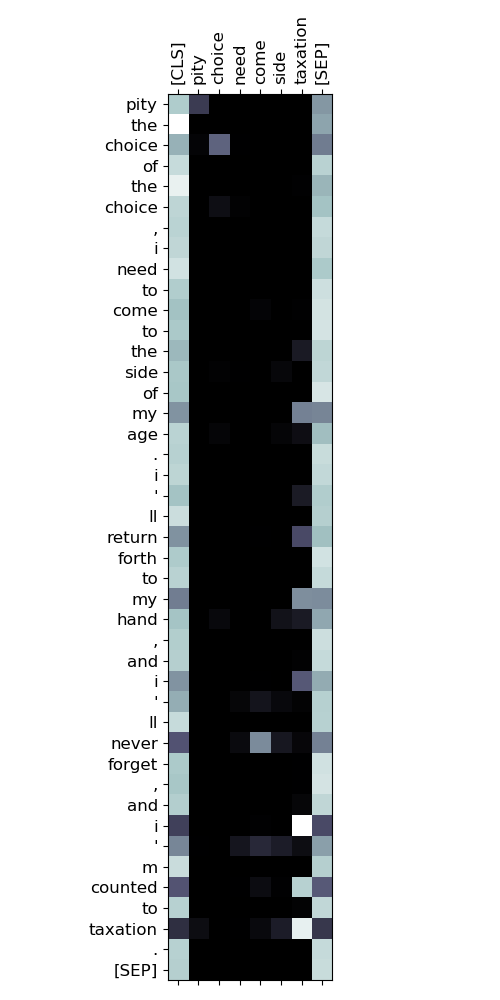 [CLS] pity choice need come side taxation [SEP]
pity
the
choice
of
the
choice
,
i
need
to
come
to
the
side
of
my
age
.
i
'
ll
return
forth
to
my
hand
,
and
i
'
ll
never
forget
,
and
i
'
m
counted
to
taxation
.
[SEP]